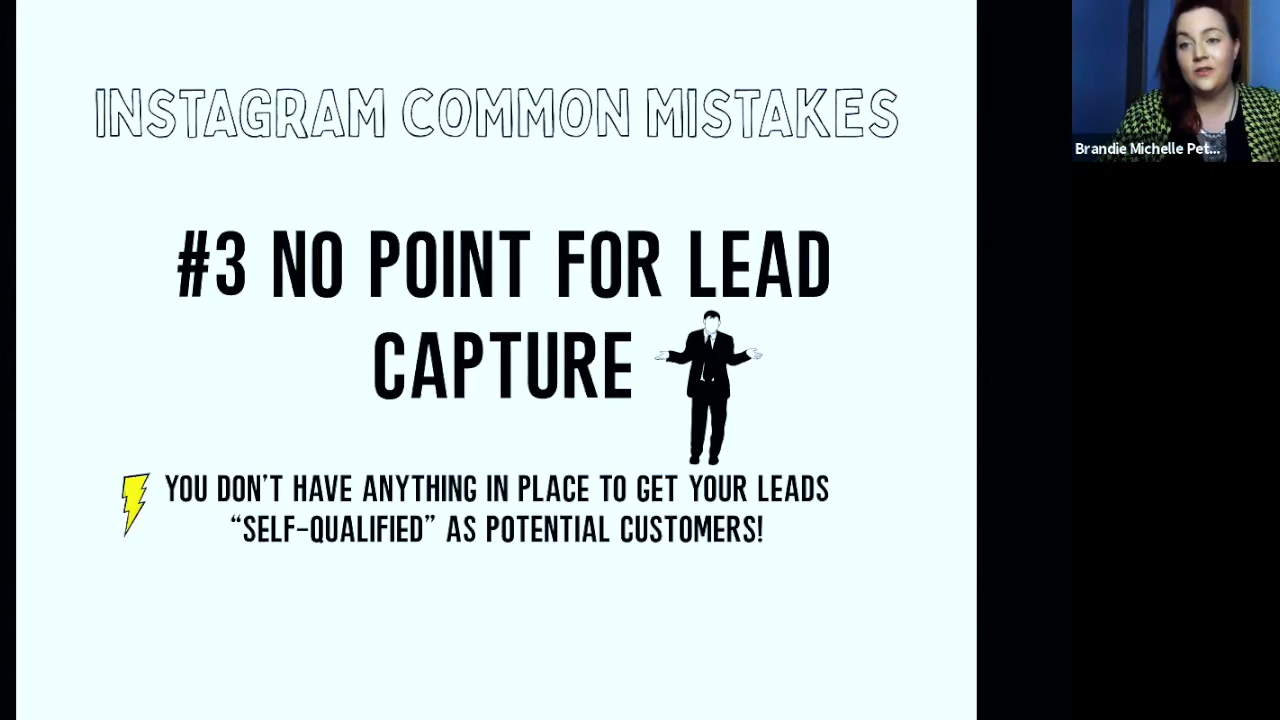 INSTAGRAM COMMON MISTAKES
#3 NO POINT FOR LEAD
CAPTURE
YOU DON'T HAVE ANYTHING IN PLACE TO GET YOUR LEADS
“SELF-QUALIFIED” AS POTENTIAL CUSTOMERS!
Brandie Michelle Pet...